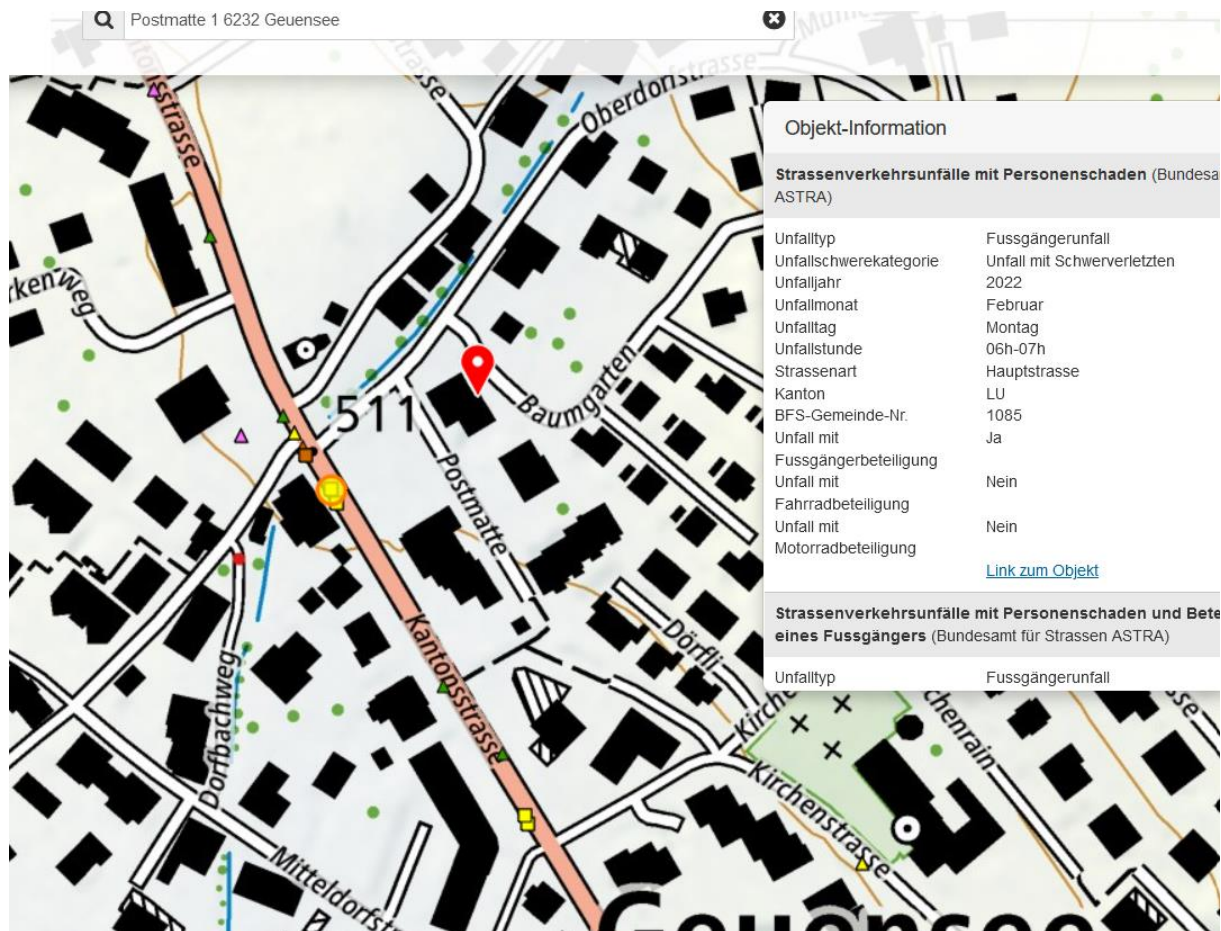 Postmatte 1 6232 Geuensee
Oberdorfstrasse
Objekt-Information
Strassenverkehrsunfälle mit Personenschaden (Bundesa
ASTRA)
Unfalltyp Fussgängerunfall
Unfallschwerekategorie Unfall mit Schwerverletzten
Unfalljahr 2022
Unfallmonat Februar
Unfalltag Montag
Unfallstunde 06h-07h
Strassenart Hauptstrasse
Kanton LU
BFS-Gemeinde-Nr. 1085
Unfall mit Ja
Fussgängerbeteiligung
Unfall mit Nein
Fahrradbeteiligung
Unfall mit Nein
Motorradbeteiligung
Link zum Objekt
Strassenverkehrsunfälle mit Personenschaden und Bete
eines Fussgängers (Bundesamt für Strassen ASTRA)
Unfalltyp Fussgängerunfall
onsstrasse
rkenweg
511
Baumgarten
Postmatte
Kantonsstrasse
Dörfli
Dorfbachweg
Kirchenstrasse
chenrain
Mitteldorfstr
Geuensee